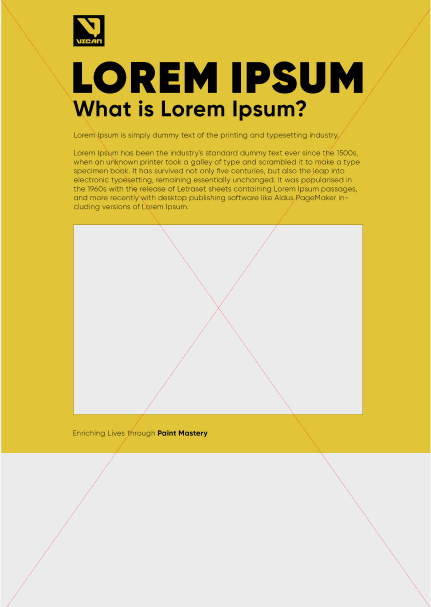 VICAN
LOREM IPSUM
What is Lorem Ipsum?
Lorem Ipsum is simply dummy text of the printing and typesetting industry.
Lorem Ipsum has been the industry's standard dummy text ever since the 1500s,
when an unknown printer took a galley of type and scrambled it to make a type
specimen book. It has survived not only five centuries, but also the leap into
electronic typesetting, remaining essentially unchanged. It was popularised in
the 1960s with the release of Letraset sheets containing Lorem Ipsum passages,
and more recently with desktop publishing software like Aldus PageMaker in-
cluding versions of Lorem Ipsum.
Enriching Lives through Paint Mastery